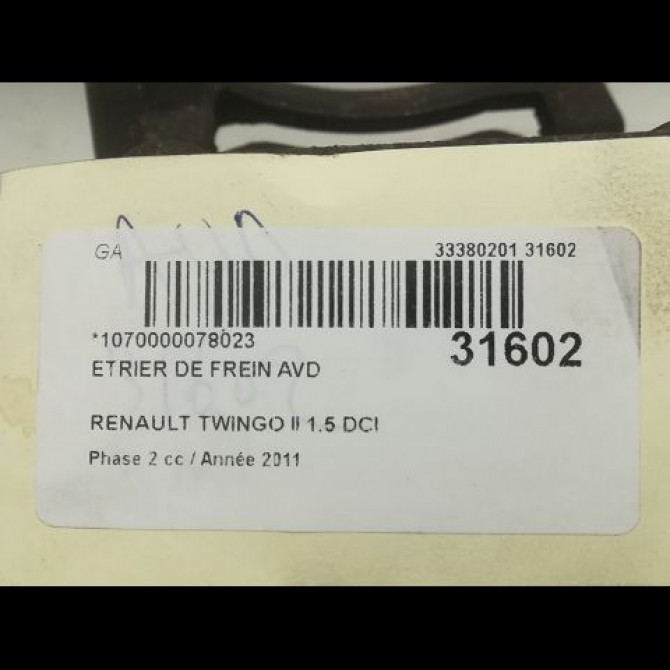 GA 33380201 31602
*1070000078023 31602
ETRIER DE FREIN AVD
RENAULT TWINGO II 1.5 DCI
Phase 2 cc / Année 2011